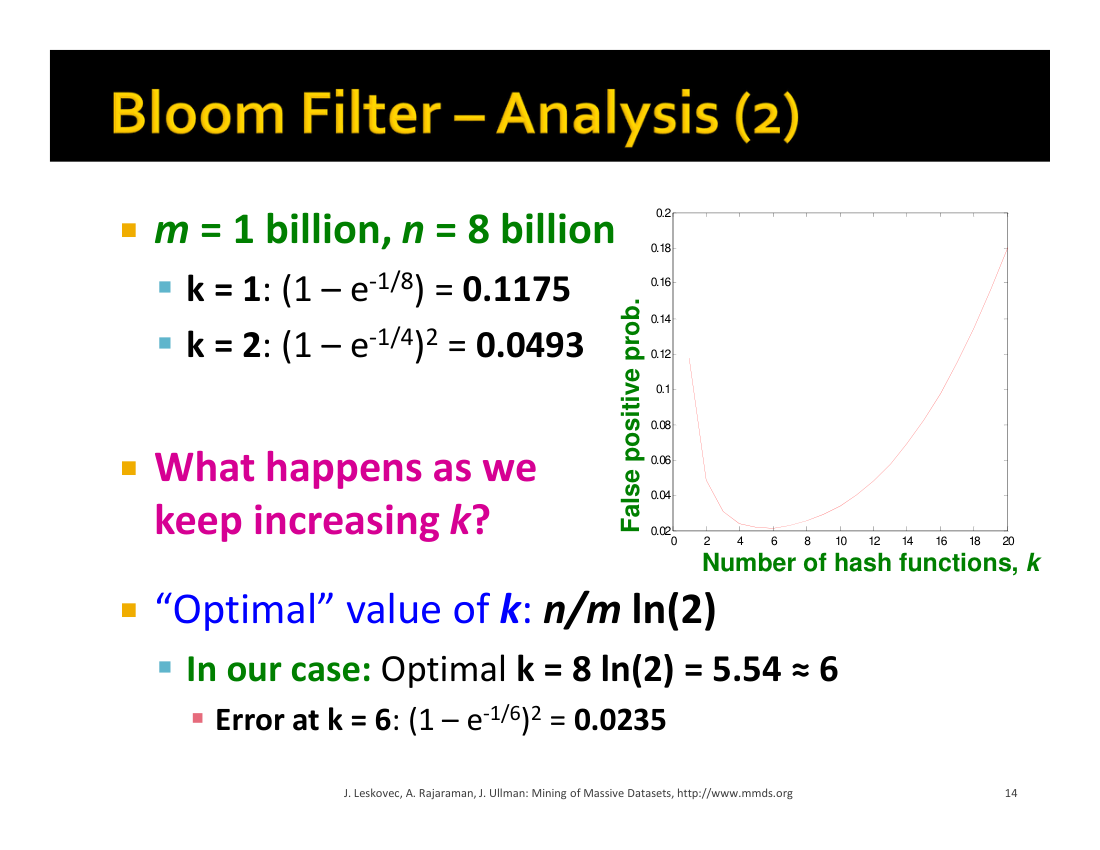 Bloom Filter – Analysis (2)
m = 1 billion, n = 8 billion
k = 1: (1 – e-1/8) = 0.1175
k = 2: (1 – e-1/4)2 = 0.0493
What happens as we
keep increasing k?
0.2
0.18
0.16
0.14
0.12
0.1
0.08
0.06
0.04
0.02
0 2 4 6 8 10 12 14 16 18 20
False positive prob.
Number of hash functions, k
“Optimal” value of k: n/m ln(2)
In our case: Optimal k = 8 ln(2) = 5.54 ≈ 6
Error at k = 6: (1 – e-1/6)2 = 0.0235
J. Leskovec, A. Rajaraman, J. Ullman: Mining of Massive Datasets, http://www.mmds.org
14